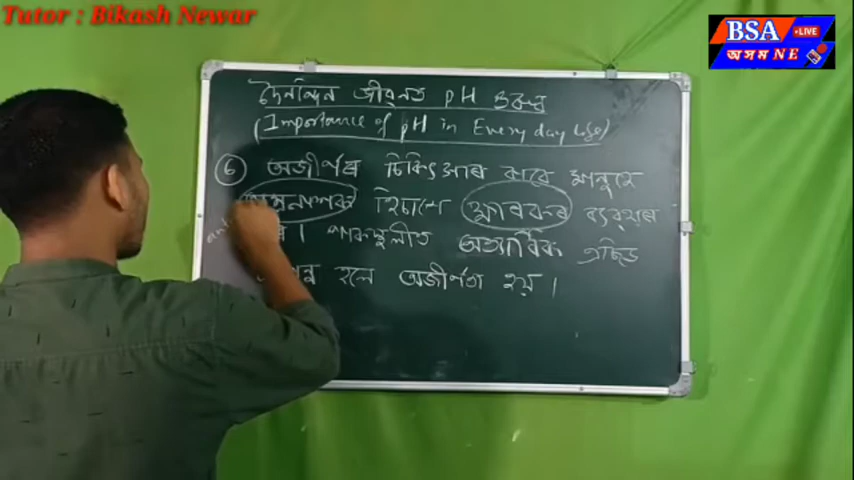 Tutor : Bikash Newar
BSA LIVE
অসম NE
দৈনন্দিন জীৱনত pH ৰ গুৰুত্ব
(Importance of pH in Every day life)
6 অজীৰ্ণৰ চিকিৎসাৰ বাবে মানুহে
হিচাপে ক্ষাৰকৰ ব্যৱহাৰ
। পাকস্থলীত অত্যাধিক এছিড
হলে অজীৰ্ণতা হয় ।